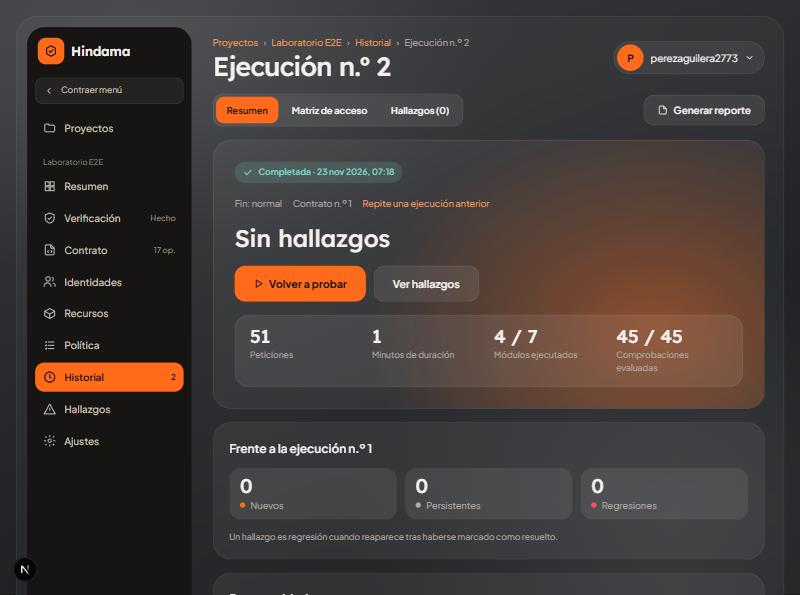 Hindama
Contraer menú
Proyectos
Laboratorio E2E
Resumen
Verificación Hecho
Contrato 17 op.
Identidades
Recursos
Política
Historial 2
Hallazgos
Ajustes
N
Proyectos › Laboratorio E2E › Historial › Ejecución n.º 2
Ejecución n.º 2
P perezaguilera2773
Resumen Matriz de acceso Hallazgos (0)
Generar reporte
Completada · 23 nov 2026, 07:18
Fin: normal Contrato n.º 1 Repite una ejecución anterior
Sin hallazgos
Volver a probar Ver hallazgos
51 1 4 / 7 45 / 45
Peticiones Minutos de duración Módulos ejecutados Comprobaciones
evaluadas
Frente a la ejecución n.º 1
0 0 0
Nuevos Persistentes Regresiones
Un hallazgo es regresión cuando reaparece tras haberse marcado como resuelto.